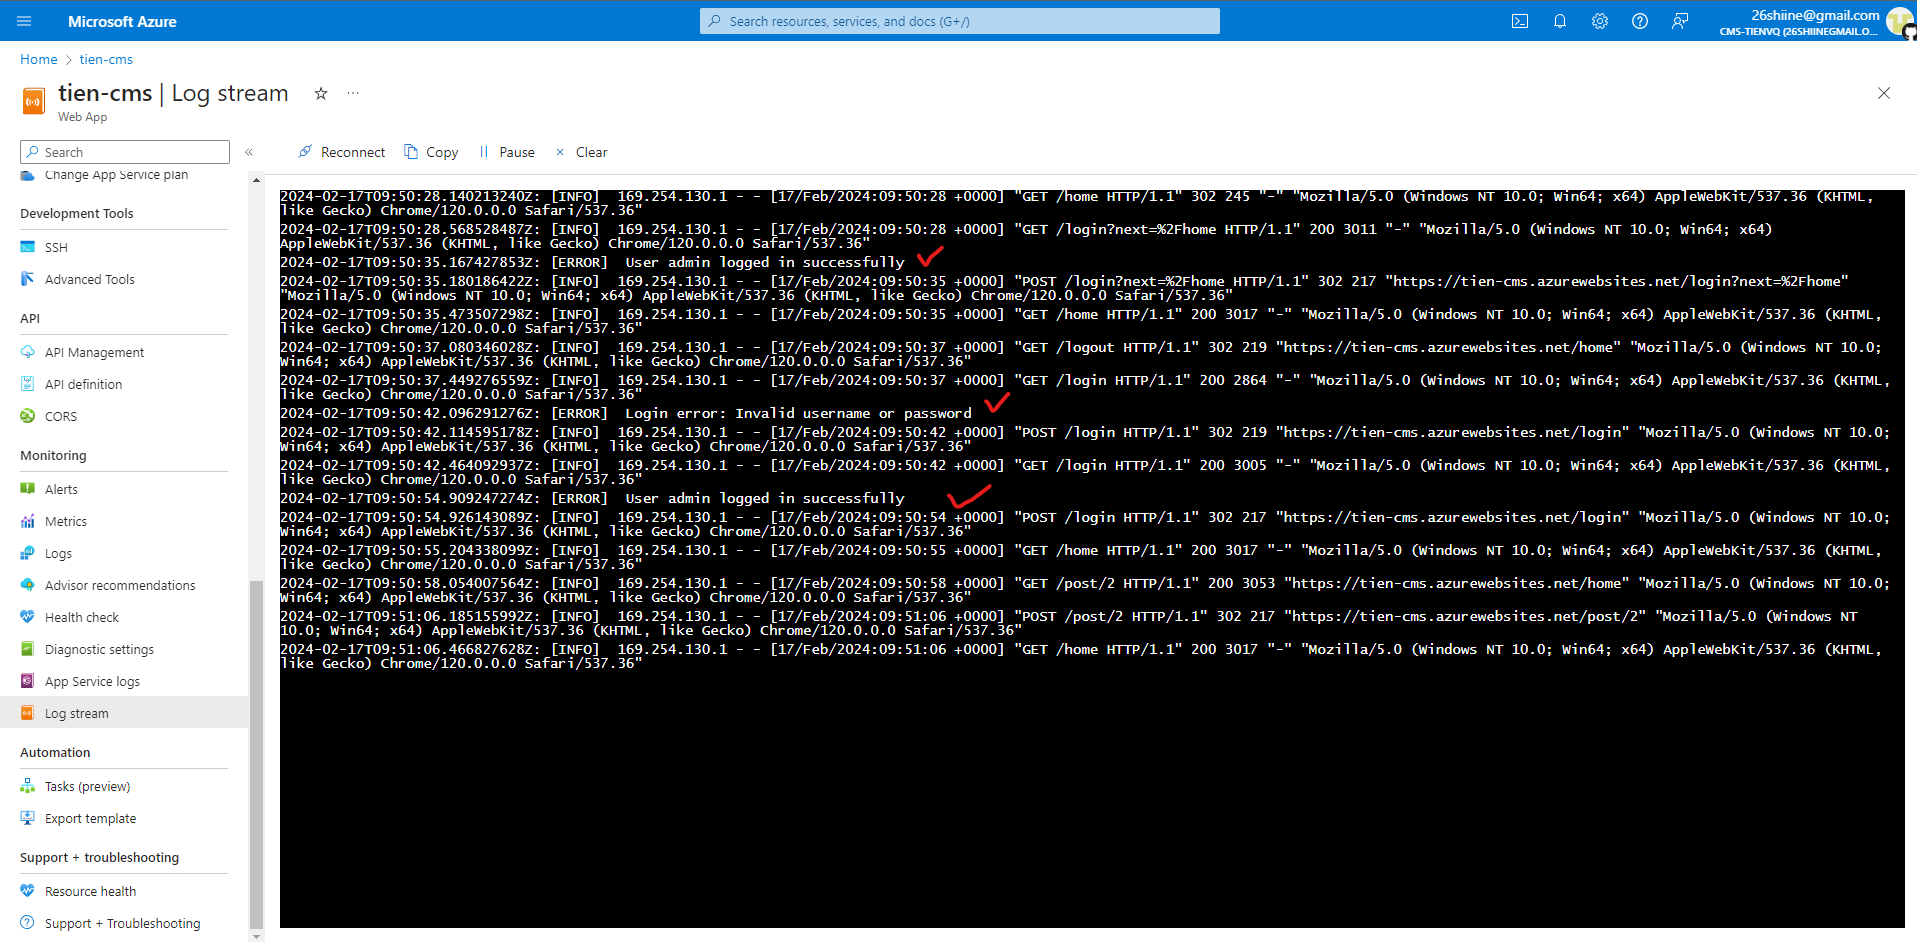 Microsoft Azure
Search resources, services, and docs (G+/)
26shiine@gmail.com
CMS-TIENVQ (26SHIINEGMAIL.O...
Home > tien-cms
tien-cms | Log stream
Web App
Search
Reconnect Copy Pause Clear
Change App Service plan
Development Tools
SSH
Advanced Tools
API
API Management
API definition
CORS
Monitoring
Alerts
Metrics
Logs
Advisor recommendations
Health check
Diagnostic settings
App Service logs
Log stream
Automation
Tasks (preview)
Export template
Support + troubleshooting
Resource health
Support + Troubleshooting
2024-02-17T09:50:28.140213240Z: [INFO]  169.254.130.1 - - [17/Feb/2024:09:50:28 +0000] "GET /home HTTP/1.1" 302 245 "-" "Mozilla/5.0 (Windows NT 10.0; Win64; x64) AppleWebKit/537.36 (KHTML,
like Gecko) Chrome/120.0.0.0 Safari/537.36"
2024-02-17T09:50:28.568528487Z: [INFO]  169.254.130.1 - - [17/Feb/2024:09:50:28 +0000] "GET /login?next=%2Fhome HTTP/1.1" 200 3011 "-" "Mozilla/5.0 (Windows NT 10.0; Win64; x64)
AppleWebKit/537.36 (KHTML, like Gecko) Chrome/120.0.0.0 Safari/537.36"
2024-02-17T09:50:35.167427853Z: [ERROR]  User admin logged in successfully
2024-02-17T09:50:35.180186422Z: [INFO]  169.254.130.1 - - [17/Feb/2024:09:50:35 +0000] "POST /login?next=%2Fhome HTTP/1.1" 302 217 "https://tien-cms.azurewebsites.net/login?next=%2Fhome"
"Mozilla/5.0 (Windows NT 10.0; Win64; x64) AppleWebKit/537.36 (KHTML, like Gecko) Chrome/120.0.0.0 Safari/537.36"
2024-02-17T09:50:35.473507298Z: [INFO]  169.254.130.1 - - [17/Feb/2024:09:50:35 +0000] "GET /home HTTP/1.1" 200 3017 "-" "Mozilla/5.0 (Windows NT 10.0; Win64; x64) AppleWebKit/537.36 (KHTML,
like Gecko) Chrome/120.0.0.0 Safari/537.36"
2024-02-17T09:50:37.080346028Z: [INFO]  169.254.130.1 - - [17/Feb/2024:09:50:37 +0000] "GET /logout HTTP/1.1" 302 219 "https://tien-cms.azurewebsites.net/home" "Mozilla/5.0 (Windows NT 10.0;
Win64; x64) AppleWebKit/537.36 (KHTML, like Gecko) Chrome/120.0.0.0 Safari/537.36"
2024-02-17T09:50:37.449276559Z: [INFO]  169.254.130.1 - - [17/Feb/2024:09:50:37 +0000] "GET /login HTTP/1.1" 200 2864 "-" "Mozilla/5.0 (Windows NT 10.0; Win64; x64) AppleWebKit/537.36 (KHTML,
like Gecko) Chrome/120.0.0.0 Safari/537.36"
2024-02-17T09:50:42.096291276Z: [ERROR]  Login error: Invalid username or password
2024-02-17T09:50:42.114595178Z: [INFO]  169.254.130.1 - - [17/Feb/2024:09:50:42 +0000] "POST /login HTTP/1.1" 302 219 "https://tien-cms.azurewebsites.net/login" "Mozilla/5.0 (Windows NT 10.0;
Win64; x64) AppleWebKit/537.36 (KHTML, like Gecko) Chrome/120.0.0.0 Safari/537.36"
2024-02-17T09:50:42.464092937Z: [INFO]  169.254.130.1 - - [17/Feb/2024:09:50:42 +0000] "GET /login HTTP/1.1" 200 3005 "-" "Mozilla/5.0 (Windows NT 10.0; Win64; x64) AppleWebKit/537.36 (KHTML,
like Gecko) Chrome/120.0.0.0 Safari/537.36"
2024-02-17T09:50:54.909247274Z: [ERROR]  User admin logged in successfully
2024-02-17T09:50:54.926143089Z: [INFO]  169.254.130.1 - - [17/Feb/2024:09:50:54 +0000] "POST /login HTTP/1.1" 302 217 "https://tien-cms.azurewebsites.net/login" "Mozilla/5.0 (Windows NT 10.0;
Win64; x64) AppleWebKit/537.36 (KHTML, like Gecko) Chrome/120.0.0.0 Safari/537.36"
2024-02-17T09:50:55.204338099Z: [INFO]  169.254.130.1 - - [17/Feb/2024:09:50:55 +0000] "GET /home HTTP/1.1" 200 3017 "-" "Mozilla/5.0 (Windows NT 10.0; Win64; x64) AppleWebKit/537.36 (KHTML,
like Gecko) Chrome/120.0.0.0 Safari/537.36"
2024-02-17T09:50:58.054007564Z: [INFO]  169.254.130.1 - - [17/Feb/2024:09:50:58 +0000] "GET /post/2 HTTP/1.1" 200 3053 "https://tien-cms.azurewebsites.net/home" "Mozilla/5.0 (Windows NT 10.0;
Win64; x64) AppleWebKit/537.36 (KHTML, like Gecko) Chrome/120.0.0.0 Safari/537.36"
2024-02-17T09:51:06.185155992Z: [INFO]  169.254.130.1 - - [17/Feb/2024:09:51:06 +0000] "POST /post/2 HTTP/1.1" 302 217 "https://tien-cms.azurewebsites.net/post/2" "Mozilla/5.0 (Windows NT
10.0; Win64; x64) AppleWebKit/537.36 (KHTML, like Gecko) Chrome/120.0.0.0 Safari/537.36"
2024-02-17T09:51:06.466827628Z: [INFO]  169.254.130.1 - - [17/Feb/2024:09:51:06 +0000] "GET /home HTTP/1.1" 200 3017 "-" "Mozilla/5.0 (Windows NT 10.0; Win64; x64) AppleWebKit/537.36 (KHTML,
like Gecko) Chrome/120.0.0.0 Safari/537.36"